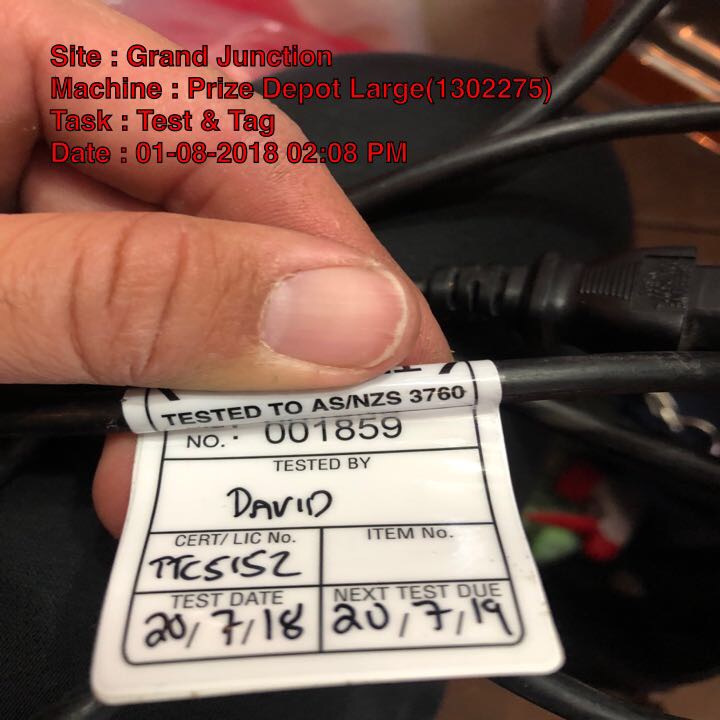 Site : Grand Junction
Machine : Prize Depot Large(1302275)
Task : Test & Tag
Date : 01-08-2018 02:08 PM
TESTED TO AS/NZS 3760
NO. 001859
TESTED BY
DAVID
CERT/ LIC No. ITEM No.
TTC5152
TEST DATE NEXT TEST DUE
20/7/18 20/7/19